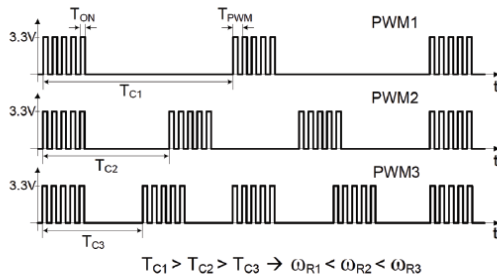 T_ON T_PWM PWM1
3.3V
T_C1 t
PWM2
3.3V
T_C2 t
PWM3
3.3V
T_C3 t
T_C1 > T_C2 > T_C3 → ω_R1 < ω_R2 < ω_R3